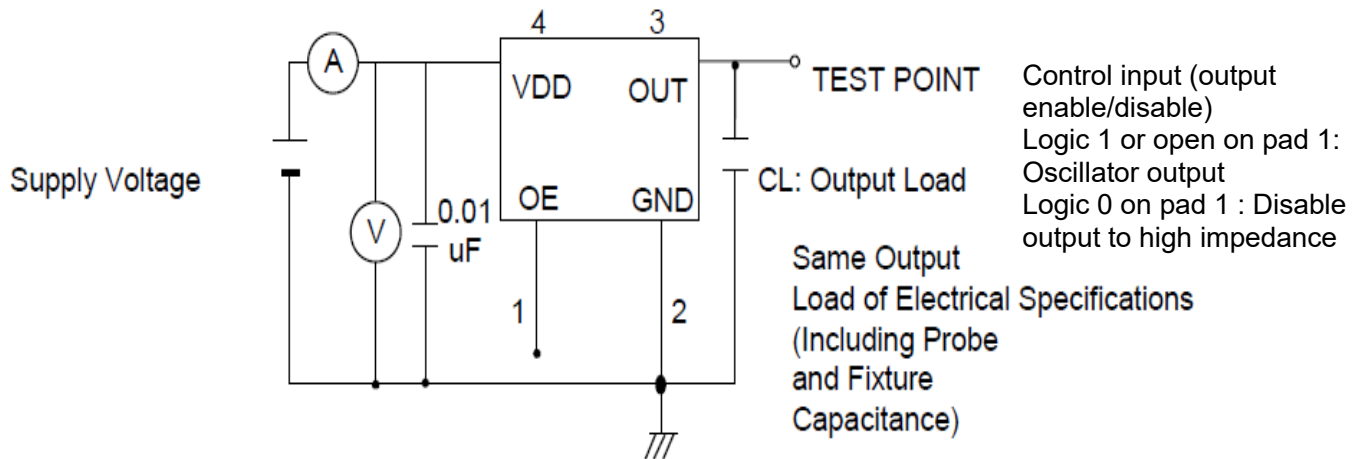 4
3
A
VDD
OUT
TEST POINT
Control input (output
enable/disable)
Logic 1 or open on pad 1:
Oscillator output
Logic 0 on pad 1 : Disable
output to high impedance
Supply Voltage
CL: Output Load
OE
GND
V
0.01
uF
1
2
Same Output
Load of Electrical Specifications
(Including Probe
and Fixture
Capacitance)